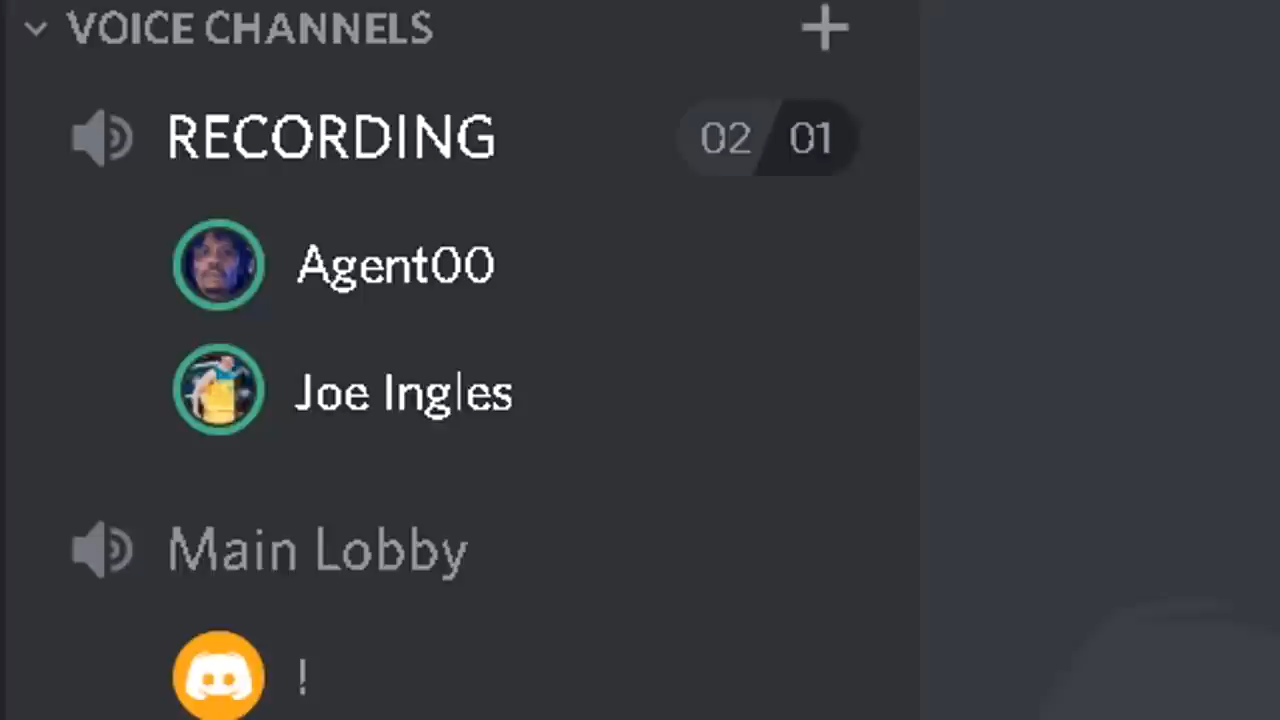 VOICE CHANNELS
RECORDING 02 01
Agent00
Joe Ingles
Main Lobby
!